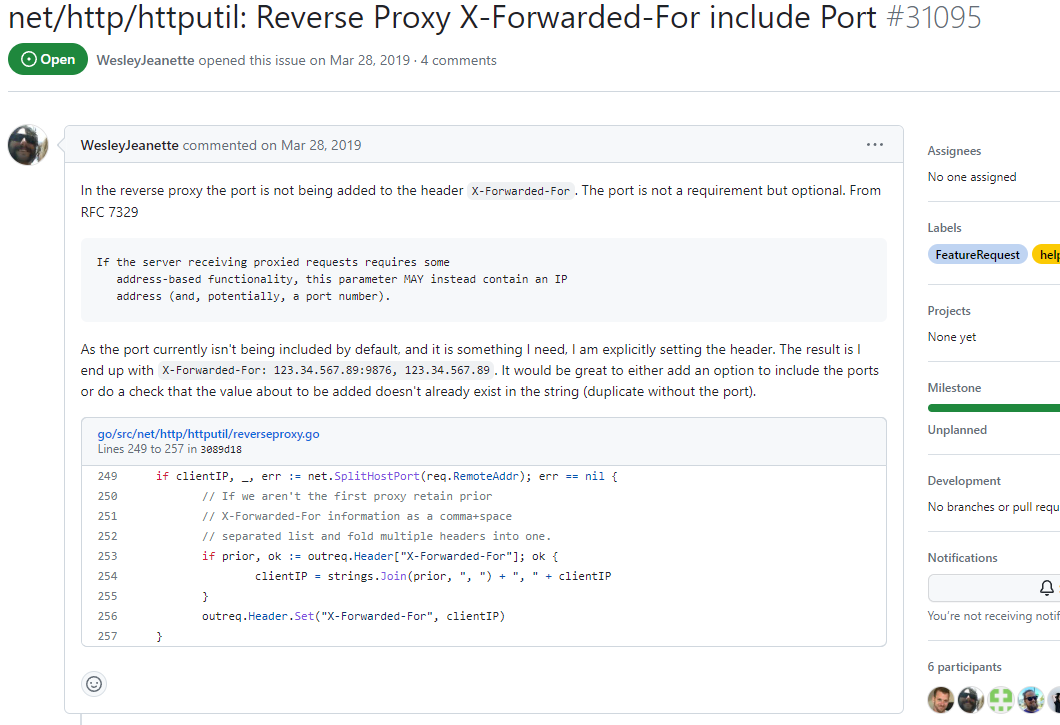 net/http/httputil: Reverse Proxy X-Forwarded-For include Port #31095
Open WesleyJeanette opened this issue on Mar 28, 2019 · 4 comments
WesleyJeanette commented on Mar 28, 2019
In the reverse proxy the port is not being added to the header X-Forwarded-For. The port is not a requirement but optional. From
RFC 7329
If the server receiving proxied requests requires some
address-based functionality, this parameter MAY instead contain an IP
address (and, potentially, a port number).
As the port currently isn't being included by default, and it is something I need, I am explicitly setting the header. The result is I
end up with X-Forwarded-For: 123.34.567.89:9876, 123.34.567.89. It would be great to either add an option to include the ports
or do a check that the value about to be added doesn't already exist in the string (duplicate without the port).
go/src/net/http/httputil/reverseproxy.go
Lines 249 to 257 in 3089d18
249 if clientIP, _, err := net.SplitHostPort(req.RemoteAddr); err == nil {
250 // If we aren't the first proxy retain prior
251 // X-Forwarded-For information as a comma+space
252 // separated list and fold multiple headers into one.
253 if prior, ok := outreq.Header["X-Forwarded-For"]; ok {
254 clientIP = strings.Join(prior, ", ") + ", " + clientIP
255 }
256 outreq.Header.Set("X-Forwarded-For", clientIP)
257 }
Assignees
No one assigned
Labels
FeatureRequest help
Projects
None yet
Milestone
Unplanned
Development
No branches or pull requ
Notifications
You're not receiving notif
6 participants